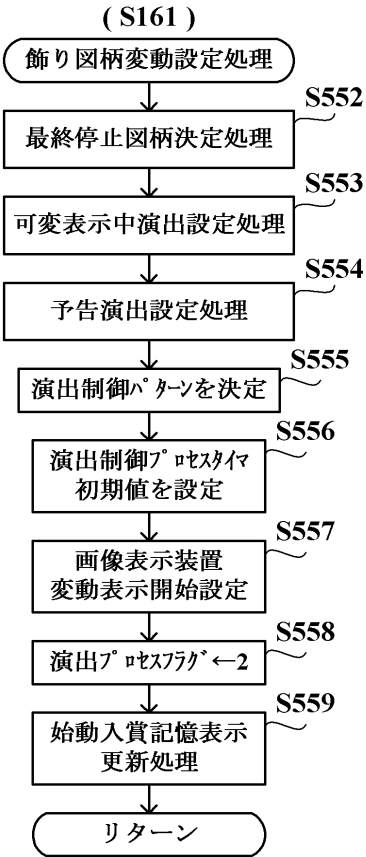 ( S161 )
飾り図柄変動設定処理
S552
最終停止図柄決定処理
S553
可変表示中演出設定処理
S554
予告演出設定処理
S555
演出制御ﾊﾟﾀｰﾝを決定
S556
演出制御ﾌﾟﾛｾｽﾀｲﾏ
初期値を設定
S557
画像表示装置
変動表示開始設定
S558
演出ﾌﾟﾛｾｽﾌﾗｸﾞ←2
S559
始動入賞記憶表示
更新処理
リターン